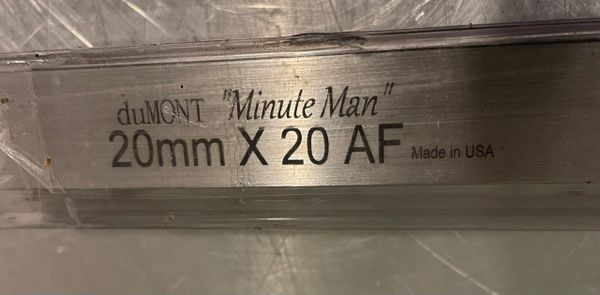 duMONT "Minute Man"
20mm X 20 AF Made in USA